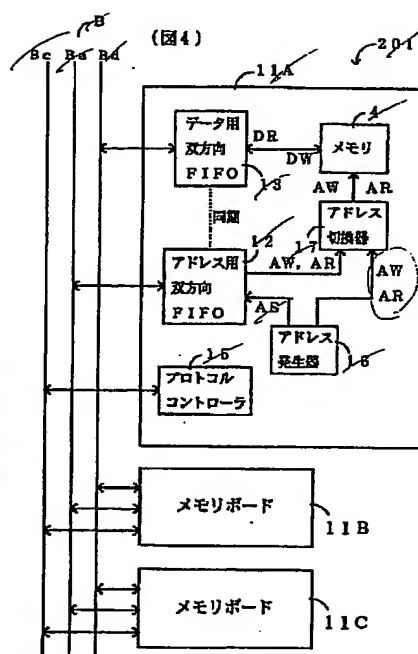 (図4)
B
Bc
Ba
Bd
201
11A
データ用
双方向
FIFO
13
DR
DW
4
メモリ
AW
AR
同期
アドレス
切換器
17
12
アドレス用
双方向
FIFO
AW, AR
AW
AR
AS
アドレス
発生器
16
15
プロトコル
コントローラ
メモリボード
11B
メモリボード
11C